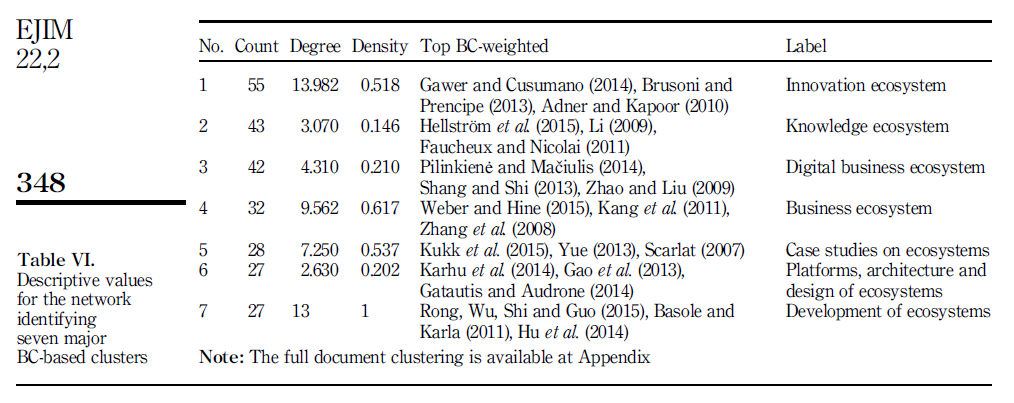 EJIM
22,2
348
Table VI.
Descriptive values
for the network
identifying
seven major
BC-based clusters
No. Count Degree Density Top BC-weighted Label
1 55 13.982 0.518 Gawer and Cusumano (2014), Brusoni and Innovation ecosystem
Prencipe (2013), Adner and Kapoor (2010)
2 43 3.070 0.146 Hellström et al. (2015), Li (2009), Knowledge ecosystem
Faucheux and Nicolai (2011)
3 42 4.310 0.210 Pilinkienė and Mačiulis (2014), Digital business ecosystem
Shang and Shi (2013), Zhao and Liu (2009)
4 32 9.562 0.617 Weber and Hine (2015), Kang et al. (2011), Business ecosystem
Zhang et al. (2008)
5 28 7.250 0.537 Kukk et al. (2015), Yue (2013), Scarlat (2007) Case studies on ecosystems
6 27 2.630 0.202 Karhu et al. (2014), Gao et al. (2013), Platforms, architecture and
Gatautis and Audrone (2014) design of ecosystems
7 27 13 1 Rong, Wu, Shi and Guo (2015), Basole and Development of ecosystems
Karla (2011), Hu et al. (2014)
Note: The full document clustering is available at Appendix